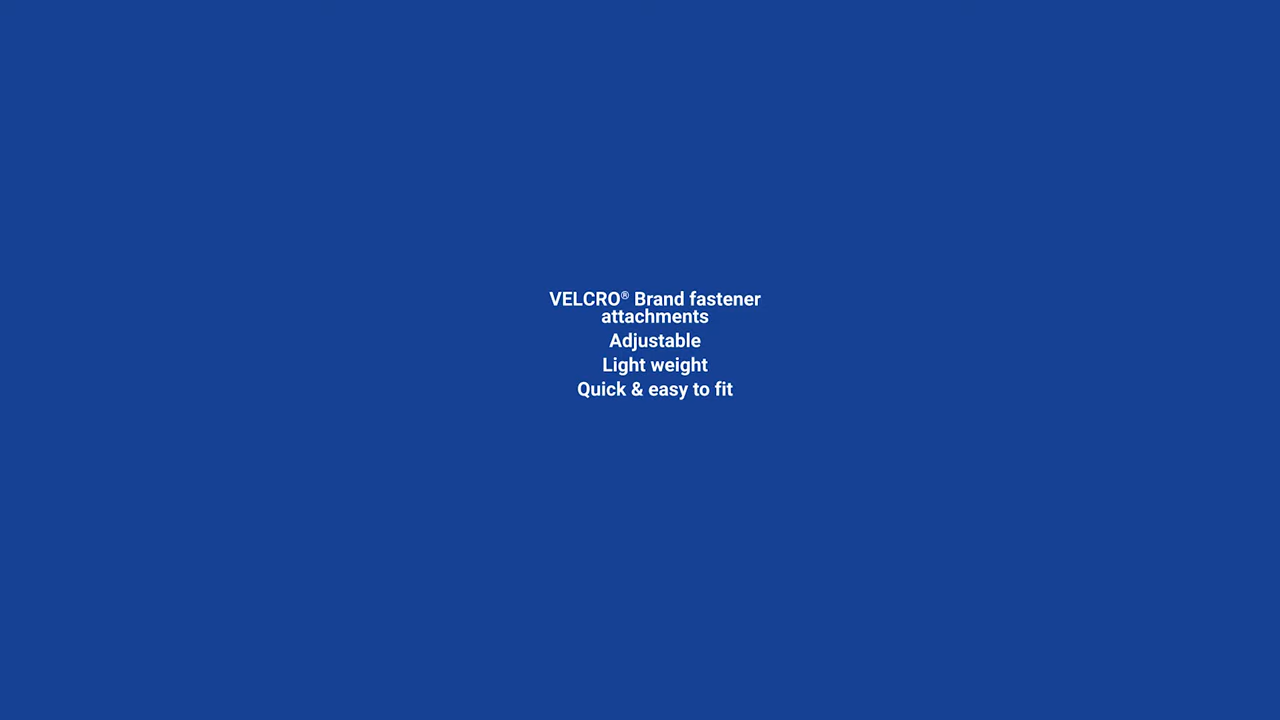 VELCRO® Brand fastener
attachments
Adjustable
Light weight
Quick & easy to fit